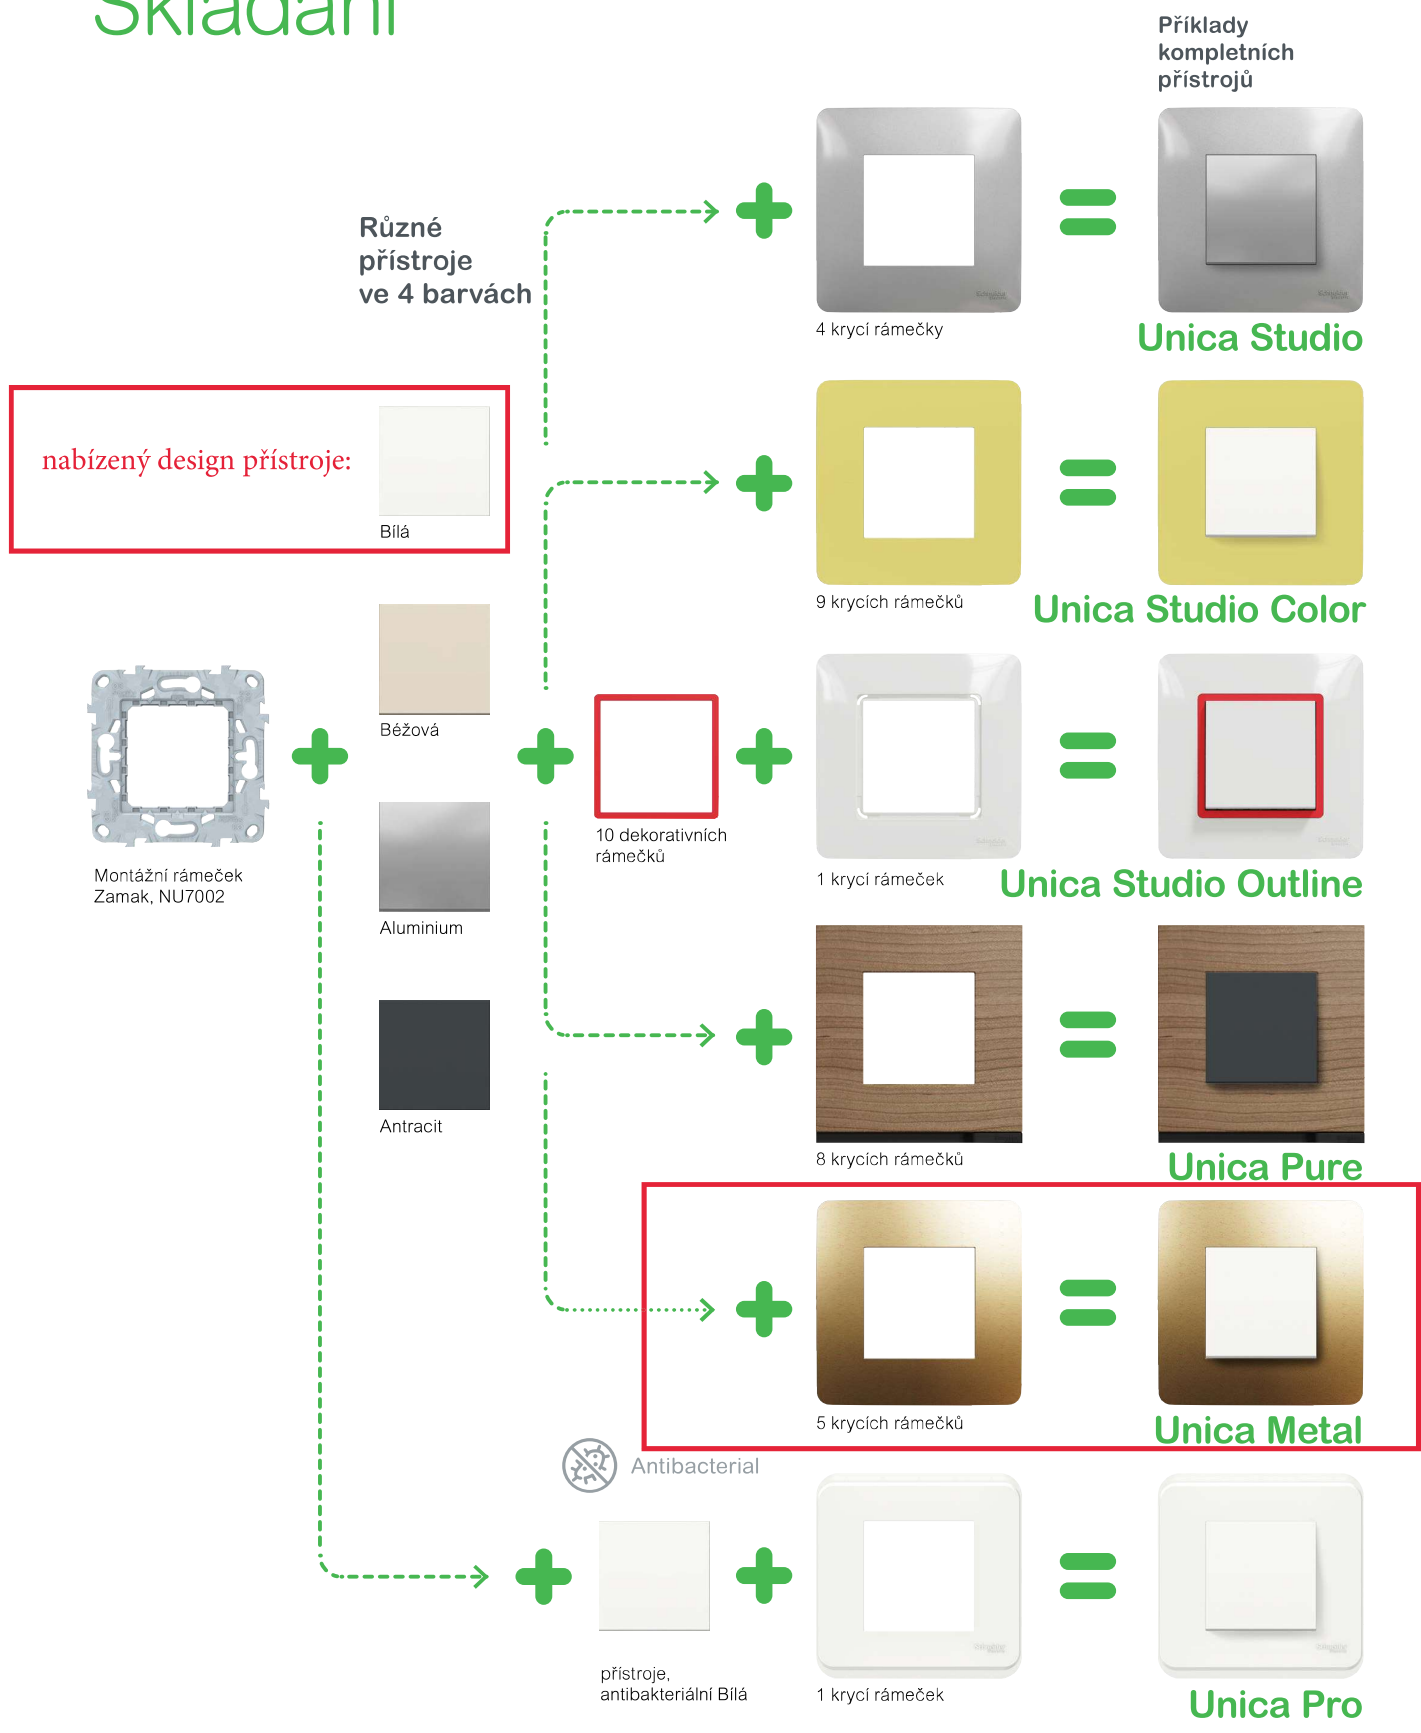 Skládání
Příklady
kompletních
přístrojů
Různé
přístroje
ve 4 barvách
4 krycí rámečky
Unica Studio
nabízený design přístroje:
Bílá
9 krycích rámečků
Unica Studio Color
Béžová
10 dekorativních
rámečků
1 krycí rámeček
Unica Studio Outline
Montážní rámeček
Zamak, NU7002
Aluminium
Antracit
8 krycích rámečků
Unica Pure
5 krycích rámečků
Unica Metal
Antibacterial
přístroje,
antibakteriální Bílá
1 krycí rámeček
Unica Pro